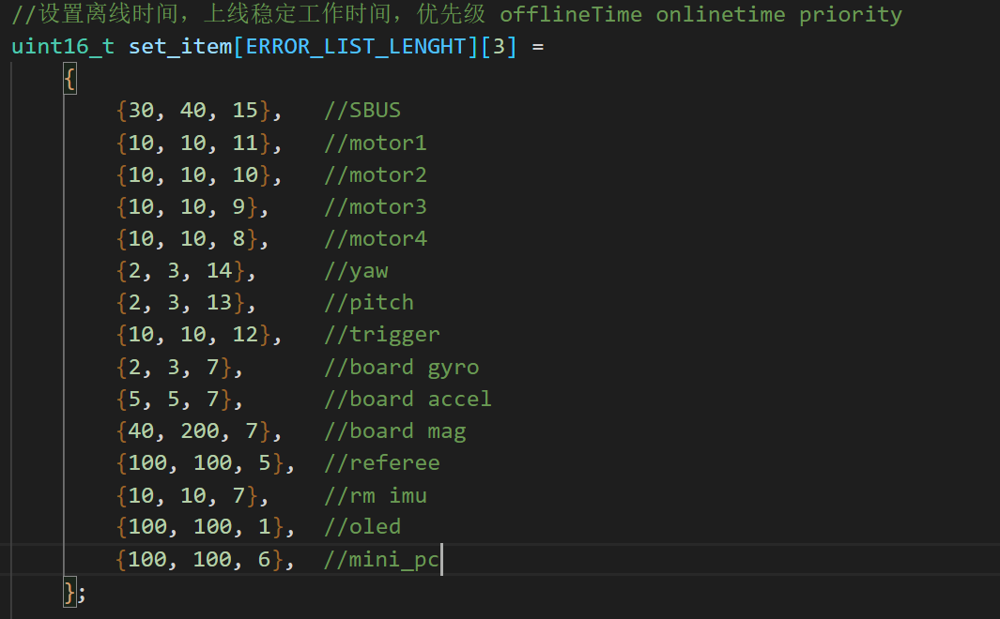 //设置离线时间，上线稳定工作时间，优先级 offlineTime onlinetime priority
uint16_t set_item[ERROR_LIST_LENGHT][3] =
{
{30, 40, 15}, //SBUS
{10, 10, 11}, //motor1
{10, 10, 10}, //motor2
{10, 10, 9}, //motor3
{10, 10, 8}, //motor4
{2, 3, 14}, //yaw
{2, 3, 13}, //pitch
{10, 10, 12}, //trigger
{2, 3, 7}, //board gyro
{5, 5, 7}, //board accel
{40, 200, 7}, //board mag
{100, 100, 5}, //referee
{10, 10, 7}, //rm imu
{100, 100, 1}, //oled
{100, 100, 6}, //mini_pc
};